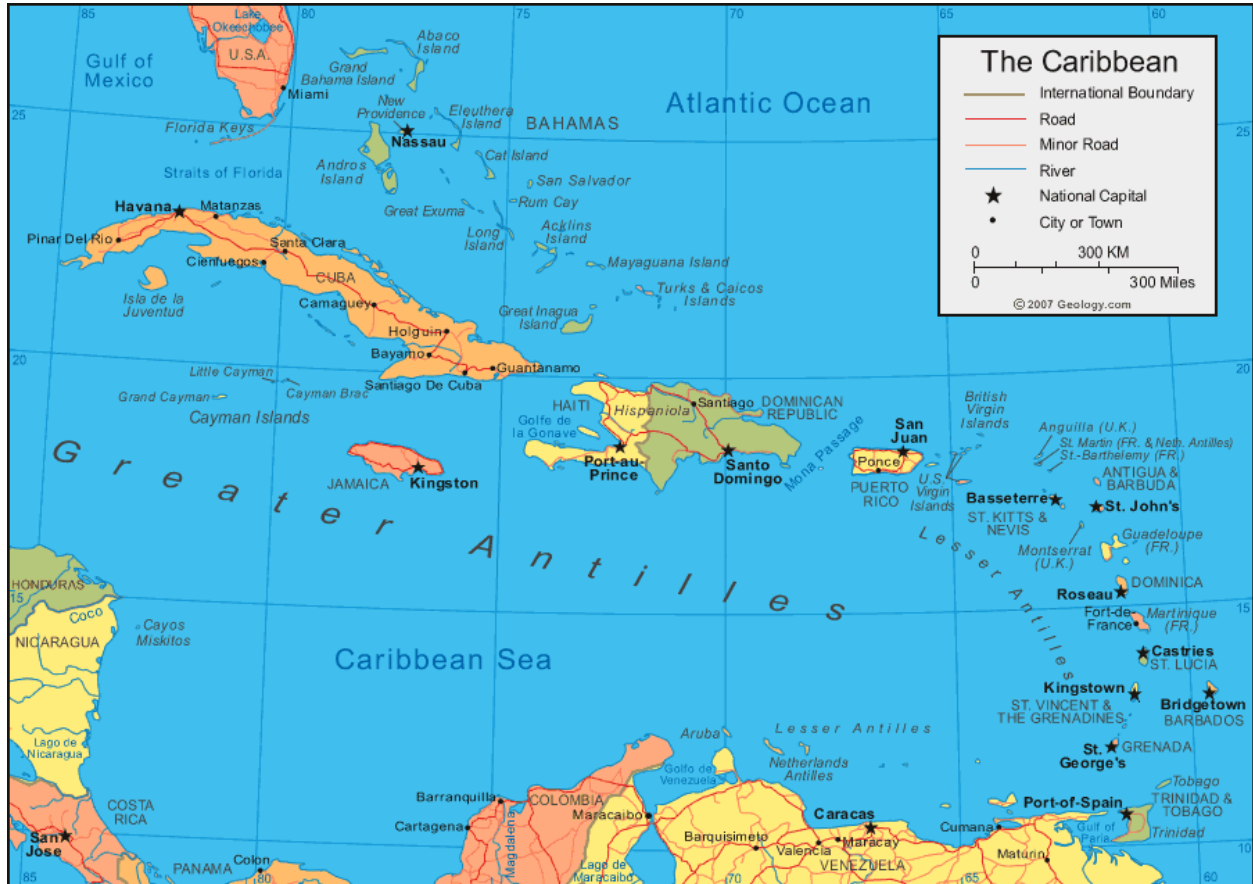 85
80
75
70
65
60
Lake
Okeechobee
U.S.A.
Gulf of
Mexico
Miami
Abaco
Island
Grand
Bahama Island
New
Providence
Nassau
Eleuthera
Island
BAHAMAS
Atlantic Ocean
25
25
Florida Keys
Straits of Florida
Andros
Island
Cat Island
San Salvador
Rum Cay
Great Exuma
Long
Island
Acklins
Island
Mayaguana Island
Turks & Caicos
Islands
Great Inagua
Island
The Caribbean
International Boundary
Road
Minor Road
River
National Capital
City or Town
0
300 KM
0
300 Miles
© 2007 Geology.com
Havana
Matanzas
Pinar Del Rio
Santa Clara
Cienfuegos
CUBA
Isla de la
Juventud
Camaguey
Holguin
Bayamo
Guantanamo
Santiago De Cuba
20
20
Little Cayman
Grand Cayman
Cayman Brac
Cayman Islands
HAITI
Hispaniola
Santiago
DOMINICAN
REPUBLIC
Golfe de
la Gonave
Port-au-
Prince
Santo
Domingo
Mona Passage
San
Juan
Ponce
PUERTO
RICO
British
Virgin
Islands
U.S.
Virgin
Islands
Anguilla (U.K.)
St. Martin (FR. & Neth. Antilles)
St.-Barthelemy (FR.)
ANTIGUA &
BARBUDA
Basseterre
St. John's
ST. KITTS &
NEVIS
Montserrat
(U.K.)
Guadeloupe
(FR.)
JAMAICA
Kingston
Greater Antilles
Lesser Antilles
DOMINICA
Roseau
Fort-de-
France
Martinique
(FR.)
15
15
Castries
ST. LUCIA
Kingstown
ST. VINCENT &
THE GRENADINES
Bridgetown
BARBADOS
St.
George's
GRENADA
HONDURAS
Coco
NICARAGUA
Cayos
Miskitos
Caribbean Sea
Lago de
Nicaragua
Lesser Antilles
Aruba
Netherlands
Antilles
Golfo de
Venezuela
Tobago
TRINIDAD &
TOBAGO
Port-of-Spain
Gulf of
Paria
Trinidad
COSTA
RICA
San
Jose
PANAMA
Colon
Barranquilla
Cartagena
COLOMBIA
Magdalena
Maracaibo
Lago de
Maracaibo
Barquisimeto
Caracas
Valencia
Maracay
VENEZUELA
Cumana
Maturin
10
85
80
70
65
60